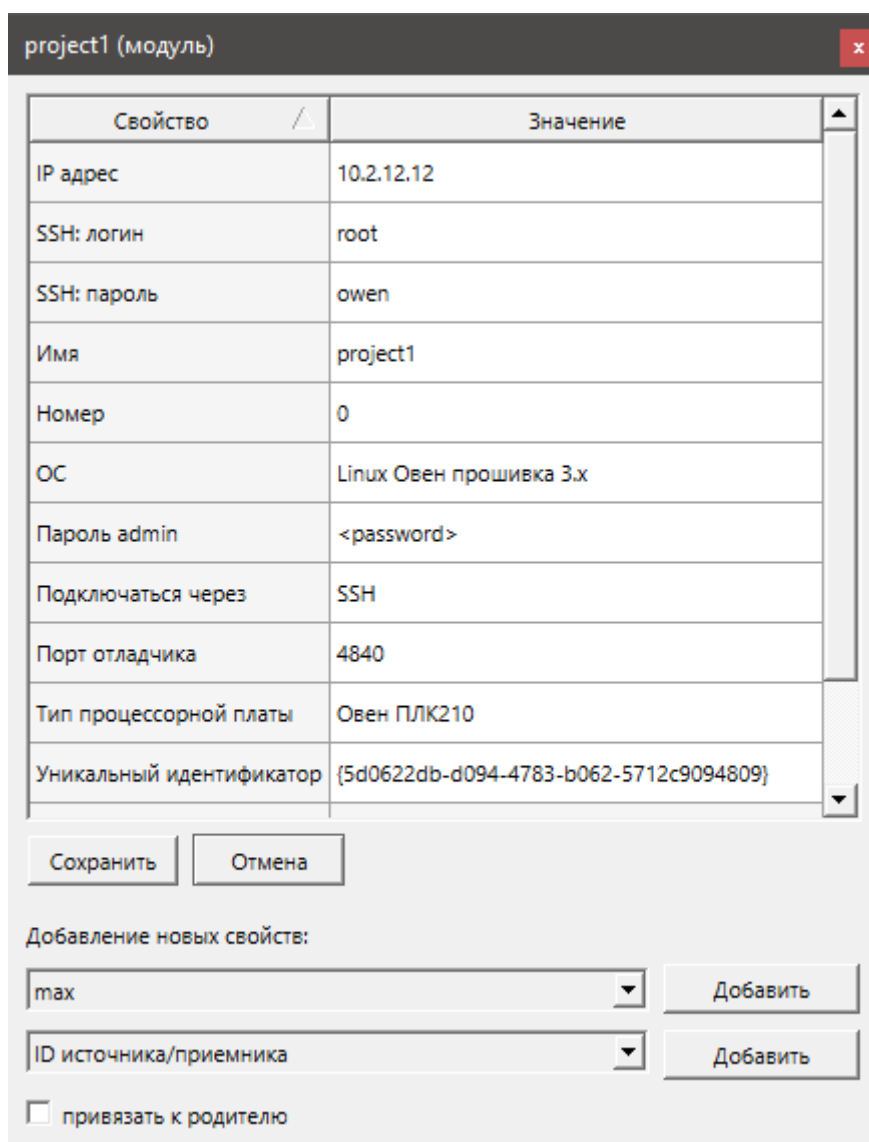 project1 (модуль)
x
Свойство Значение
IP адрес 10.2.12.12
SSH: логин root
SSH: пароль owen
Имя project1
Номер 0
ОС Linux Овен прошивка 3.x
Пароль admin <password>
Подключаться через SSH
Порт отладчика 4840
Тип процессорной платы Овен ПЛК210
Уникальный идентификатор {5d0622db-d094-4783-b062-5712c9094809}
Сохранить Отмена
Добавление новых свойств:
max Добавить
ID источника/приемника Добавить
привязать к родителю